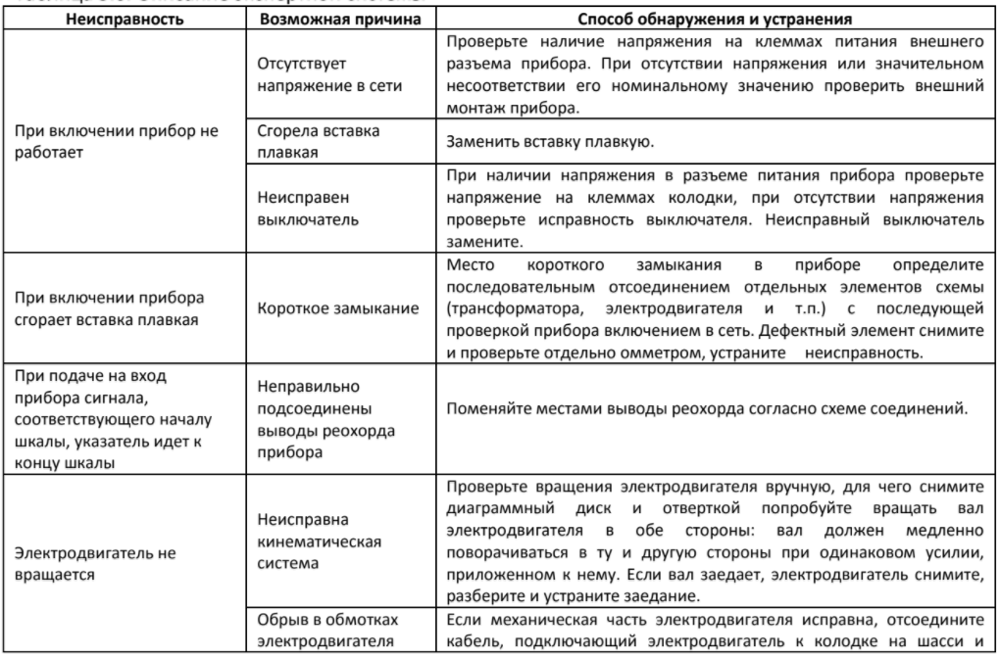 Неисправность
Возможная причина
Способ обнаружения и устранения
При включении прибор не
работает
Отсутствует
напряжение в сети
Проверьте наличие напряжения на клеммах питания внешнего
разъема прибора. При отсутствии напряжения или значительном
несоответствии его номинальному значению проверить внешний
монтаж прибора.
Сгорела вставка
плавкая
Заменить вставку плавкую.
Неисправен
выключатель
При наличии напряжения в разъеме питания прибора проверьте
напряжение на клеммах колодки, при отсутствии напряжения
проверьте исправность выключателя. Неисправный выключатель
замените.
При включении прибора
сгорает вставка плавкая
Короткое замыкание
Место короткого замыкания в приборе определите
последовательным отсоединением отдельных элементов схемы
(трансформатора, электродвигателя и т.п.) с последующей
проверкой прибора включением в сеть. Дефектный элемент снимите
и проверьте отдельно омметром, устраните неисправность.
При подаче на вход
прибора сигнала,
соответствующего началу
шкалы, указатель идет к
концу шкалы
Неправильно
подсоединены
выводы реохорда
прибора
Поменяйте местами выводы реохорда согласно схеме соединений.
Электродвигатель не
вращается
Неисправна
кинематическая
система
Проверьте вращения электродвигателя вручную, для чего снимите
диаграммный диск и отверткой попробуйте вращать вал
электродвигателя в обе стороны: вал должен медленно
поворачиваться в ту и другую стороны при одинаковом усилии,
приложенном к нему. Если вал заедает, электродвигатель снимите,
разберите и устраните заедание.
Обрыв в обмотках
электродвигателя
Если механическая часть электродвигателя исправна, отсоедините
кабель, подключающий электродвигатель к колодке на шасси и